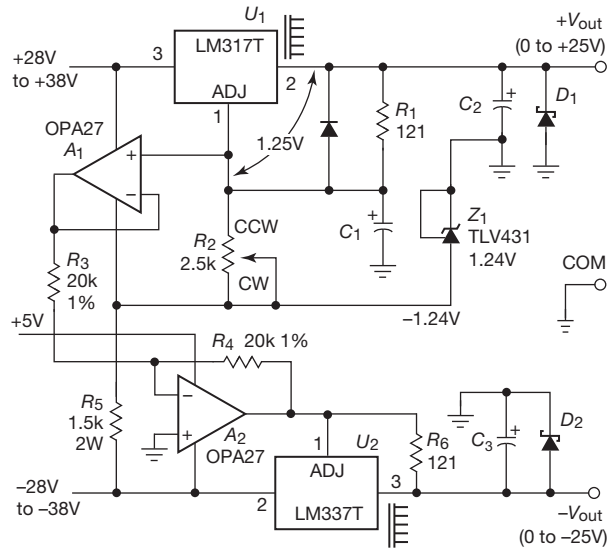 U1
+Vout
(0 to +25V)
+28V
to +38V
3
LM317T
ADJ
2
1
OPA27
A1
+
−
1.25V
R1
121
+
C2
D1
+
C1
Z1
TLV431
1.24V
CCW
R2
2.5k
CW
R3
20k
1%
COM
−1.24V
+5V
R4 20k 1%
−
+
A2
OPA27
R5
1.5k
2W
1
U2
ADJ
R6
121
+
C3
D2
−28V
to −38V
2
LM337T
3
−Vout
(0 to −25V)